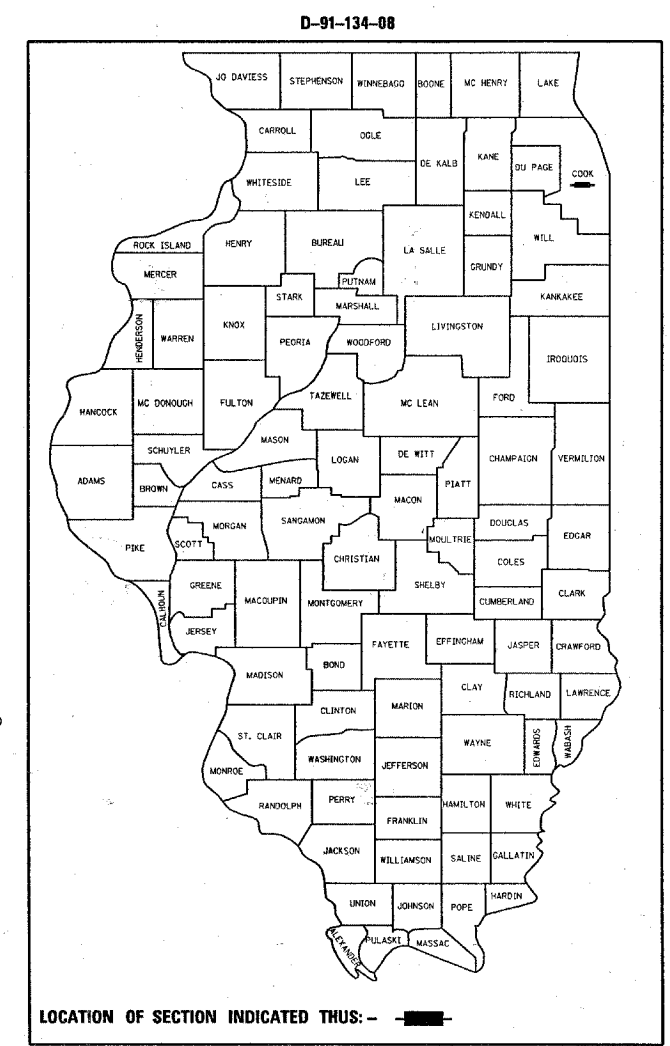 D-91-134-08
JO DAVIESS
STEPHENSON
WINNEBAGO
BOONE
MC HENRY
LAKE
CARROLL
OGLE
DE KALB
KANE
DU PAGE
COOK
WHITESIDE
LEE
KENDALL
WILL
ROCK ISLAND
HENRY
BUREAU
LA SALLE
GRUNDY
MERCER
PUTNAM
STARK
MARSHALL
KANKAKEE
HENDERSON
WARREN
KNOX
PEORIA
WOODFORD
LIVINGSTON
IROQUOIS
HANCOCK
MC DONOUGH
FULTON
TAZEWELL
MC LEAN
FORD
MASON
SCHUYLER
LOGAN
DE WITT
CHAMPAIGN
VERMILTON
ADAMS
BROWN
CASS
MENARD
PIATT
MACON
MORGAN
SANGAMON
DOUGLAS
EDGAR
PIKE
SCOTT
CHRISTIAN
MOULTRIE
COLES
GREENE
MACOUPIN
MONTGOMERY
SHELBY
CUMBERLAND
CLARK
CALHOUN
JERSEY
FAYETTE
EFFINGHAM
JASPER
CRAWFORD
MADISON
BOND
CLAY
RICHLAND
LAWRENCE
CLINTON
MARION
ST. CLAIR
WAYNE
EDWARDS
WABASH
WASHINGTON
JEFFERSON
MONROE
RANDOLPH
PERRY
HAMILTON
WHITE
FRANKLIN
JACKSON
WILLIAMSON
SALINE
GALLATIN
UNION
JOHNSON
POPE
HARDIN
ALEXANDER
PULASKI
MASSAC
LOCATION OF SECTION INDICATED THUS: -